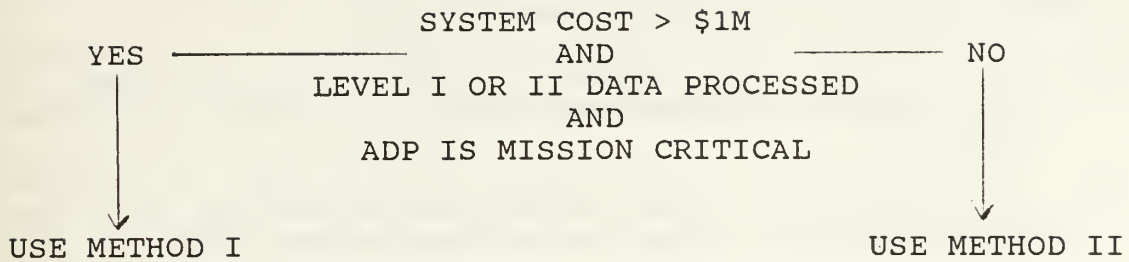 SYSTEM COST > $1M
YES AND NO
LEVEL I OR II DATA PROCESSED
AND
ADP IS MISSION CRITICAL
USE METHOD I USE METHOD II